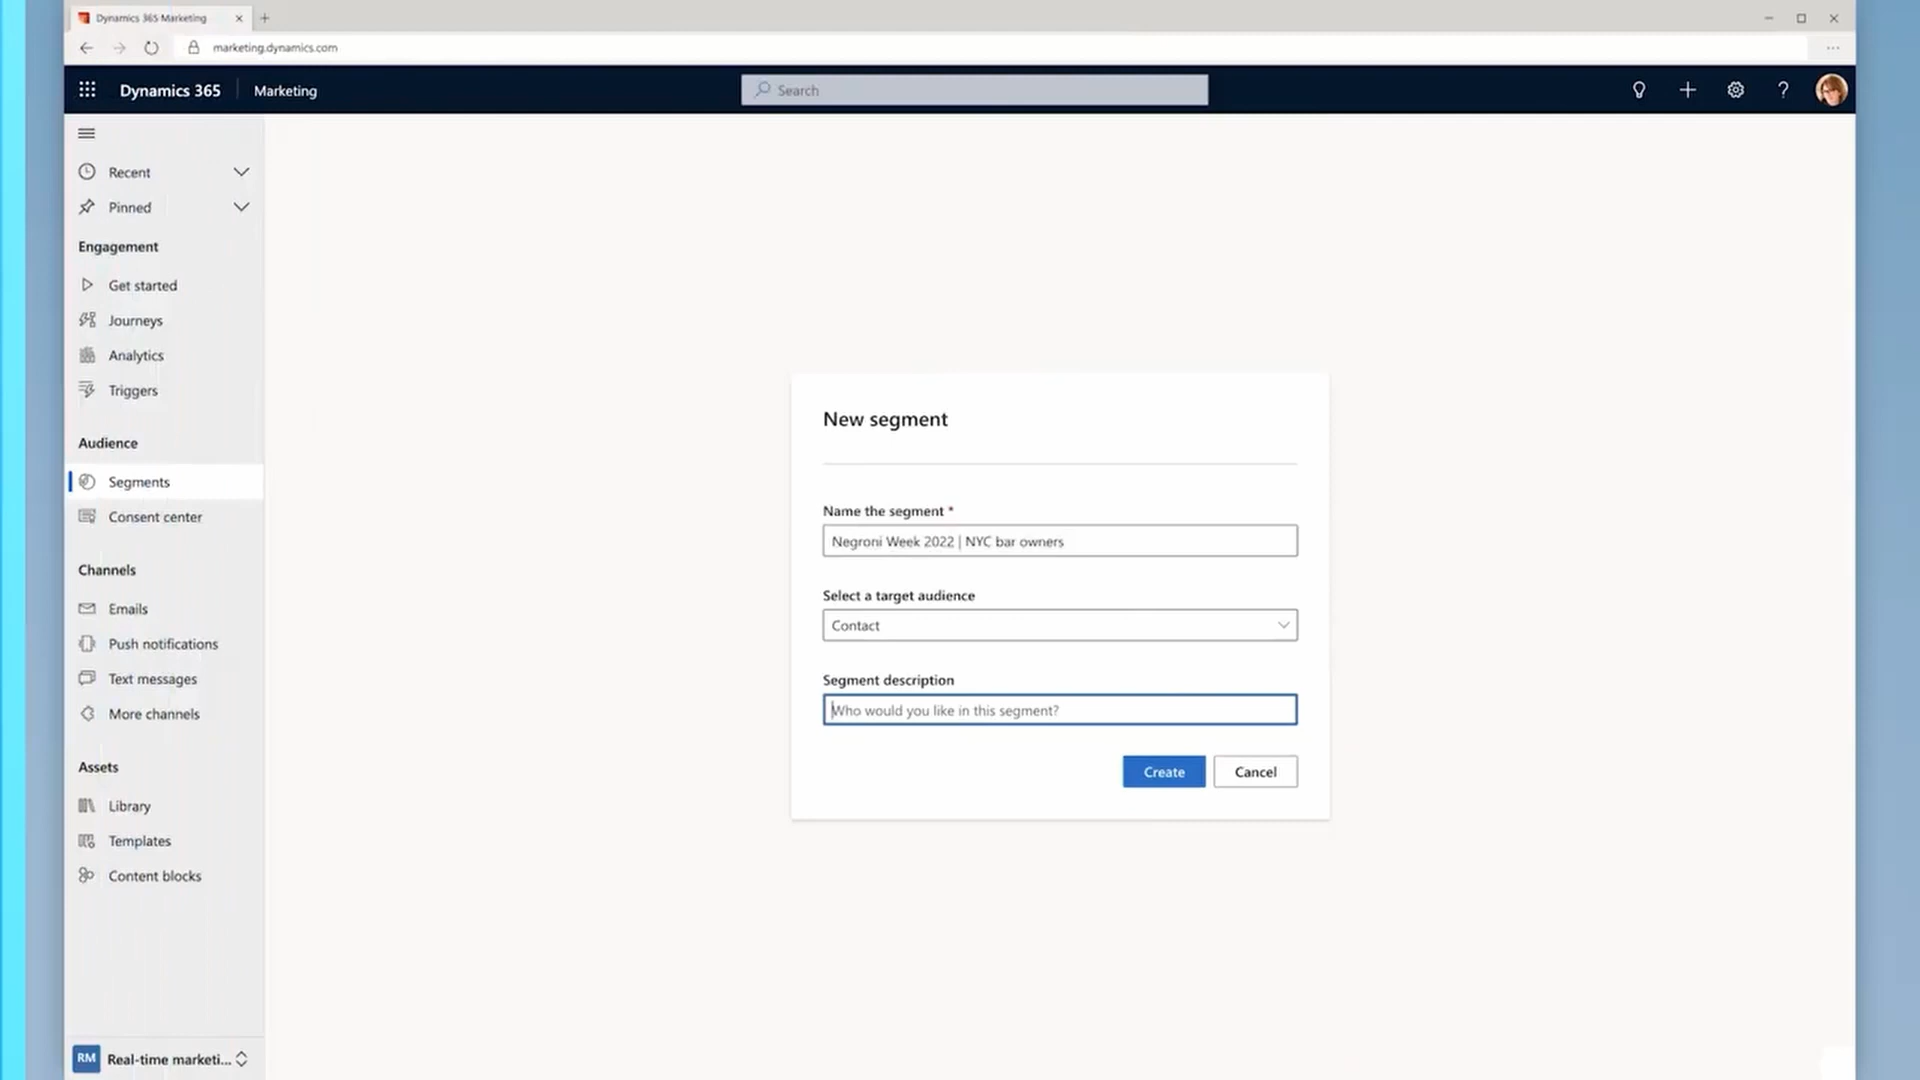 Dynamics 365 Marketing
marketing.dynamics.com
Dynamics 365
Marketing
Search
Recent
Pinned
Engagement
Get started
Journeys
Analytics
Triggers
Audience
Segments
Consent center
Channels
Emails
Push notifications
Text messages
More channels
Assets
Library
Templates
Content blocks
RM Real-time marketi...
New segment
Name the segment *
Negroni Week 2022 | NYC bar owners
Select a target audience
Contact
Segment description
Who would you like in this segment?
Create
Cancel